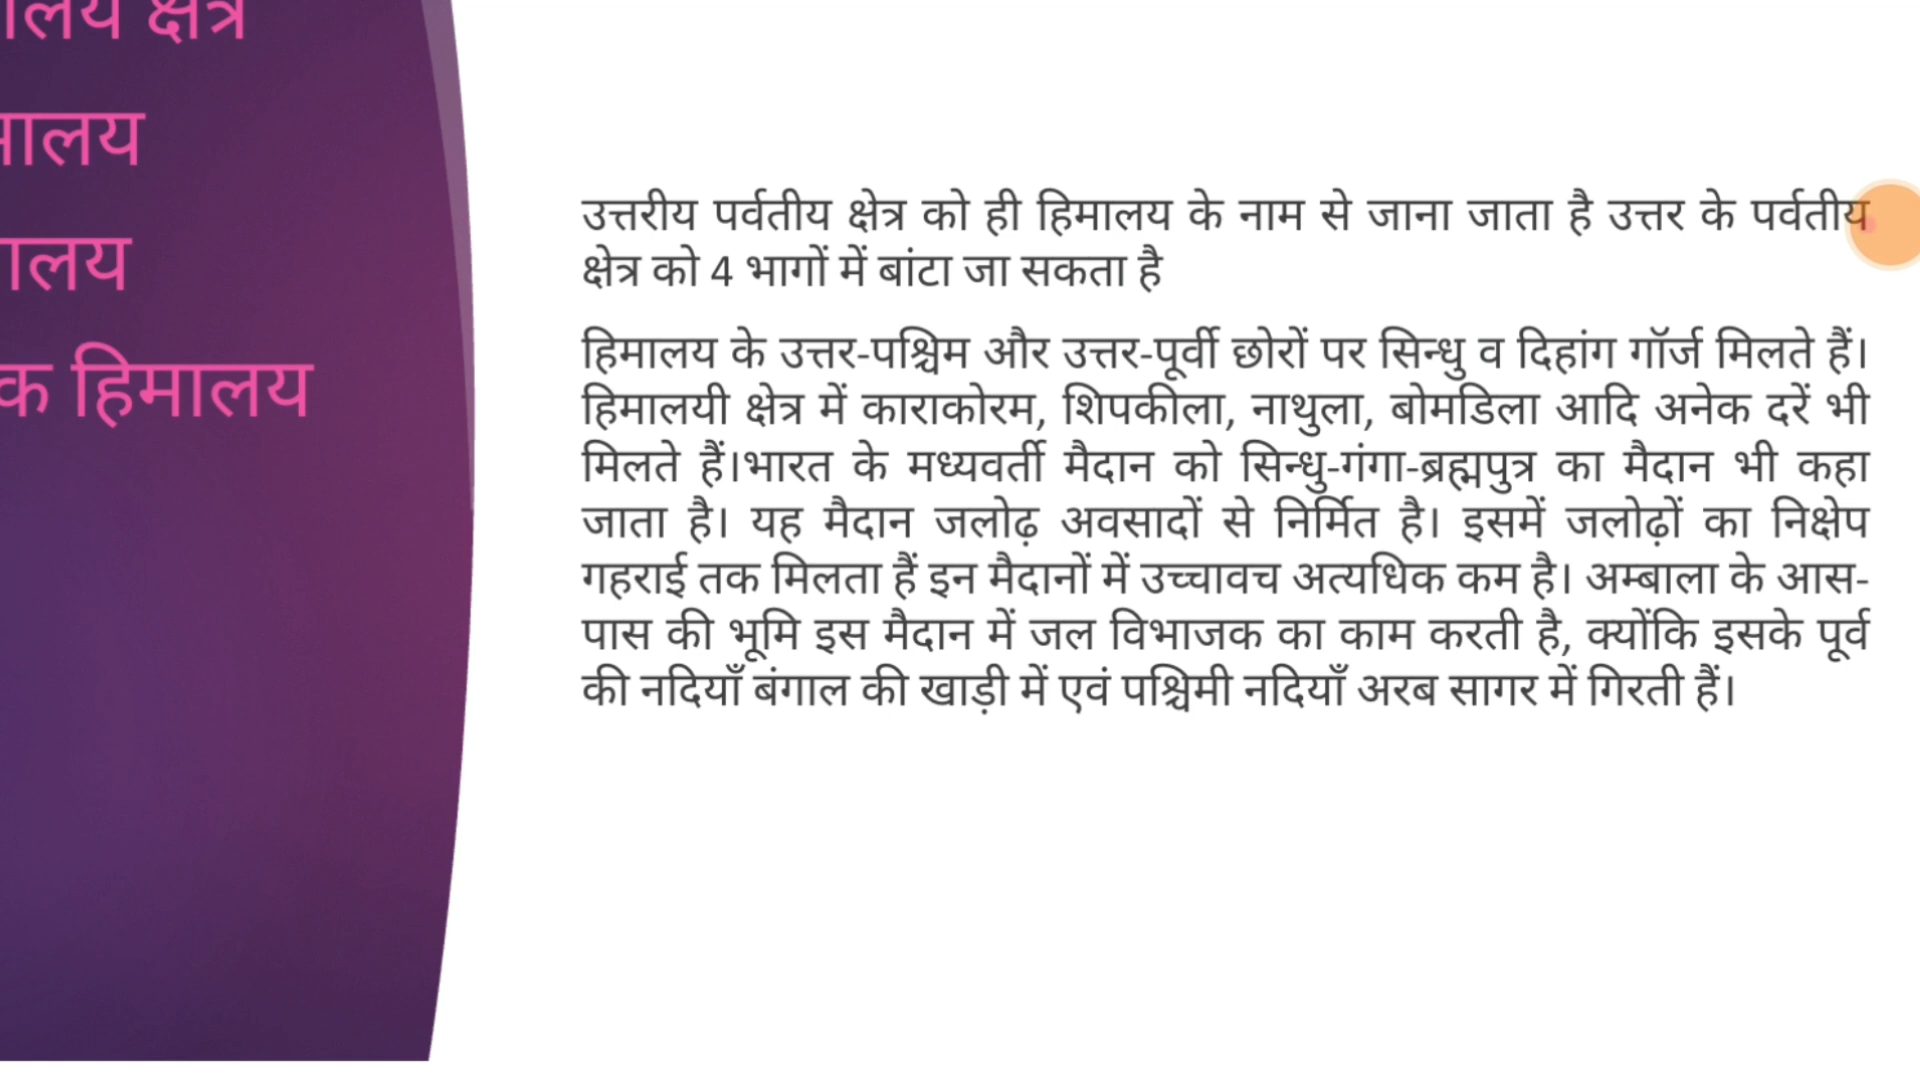 क्षेत्र
हिमालय
उत्तरीय पर्वतीय क्षेत्र को ही हिमालय के नाम से जाना जाता है उत्तर के पर्वतीय
क्षेत्र को 4 भागों में बांटा जा सकता है
हिमालय के उत्तर-पश्चिम और उत्तर-पूर्वी छोरों पर सिन्धु व दिहांग गॉर्ज मिलते हैं।
हिमालयी क्षेत्र में काराकोरम, शिपकीला, नाथुला, बोमडिला आदि अनेक दरें भी
मिलते हैं।भारत के मध्यवर्ती मैदान को सिन्धु-गंगा-ब्रह्मपुत्र का मैदान भी कहा
जाता है। यह मैदान जलोढ़ अवसादों से निर्मित है। इसमें जलोढ़ों का निक्षेप
गहराई तक मिलता हैं इन मैदानों में उच्चावच अत्यधिक कम है। अम्बाला के आस-
पास की भूमि इस मैदान में जल विभाजक का काम करती है, क्योंकि इसके पूर्व
की नदियाँ बंगाल की खाड़ी में एवं पश्चिमी नदियाँ अरब सागर में गिरती हैं।